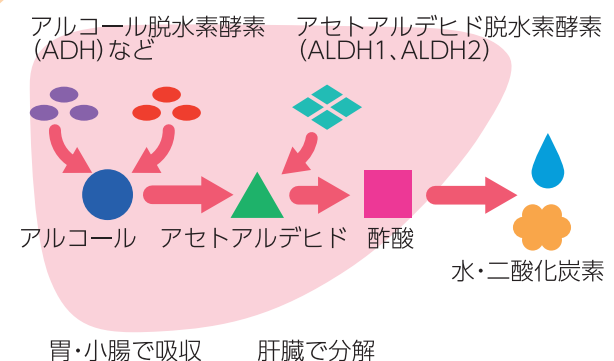 アルコール脱水素酵素
（ADH）など
アセトアルデヒド脱水素酵素
（ALDH1、ALDH2）
アルコール
アセトアルデヒド
酢酸
水・二酸化炭素
胃・小腸で吸収
肝臓で分解